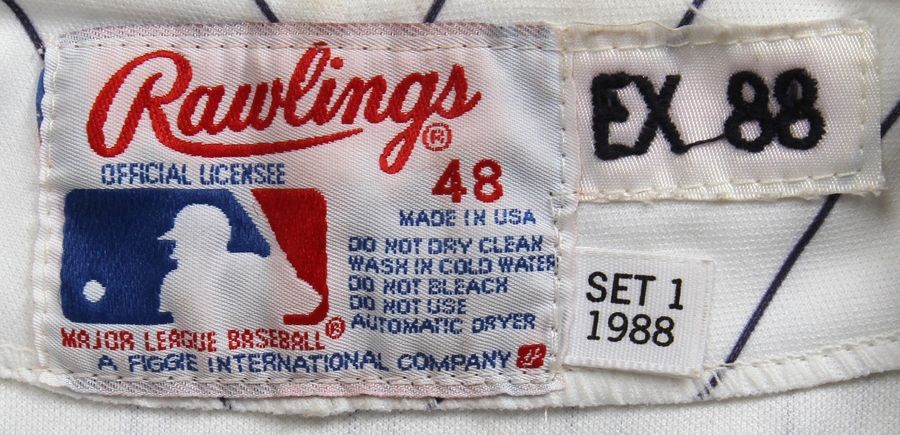 Rawlings®
OFFICIAL LICENSEE
48
MADE IN USA
DO NOT DRY CLEAN
WASH IN COLD WATER
DO NOT BLEACH
DO NOT USE
AUTOMATIC DRYER
MAJOR LEAGUE BASEBALL®
A FIGGIE INTERNATIONAL COMPANY
EX 88
SET 1
1988